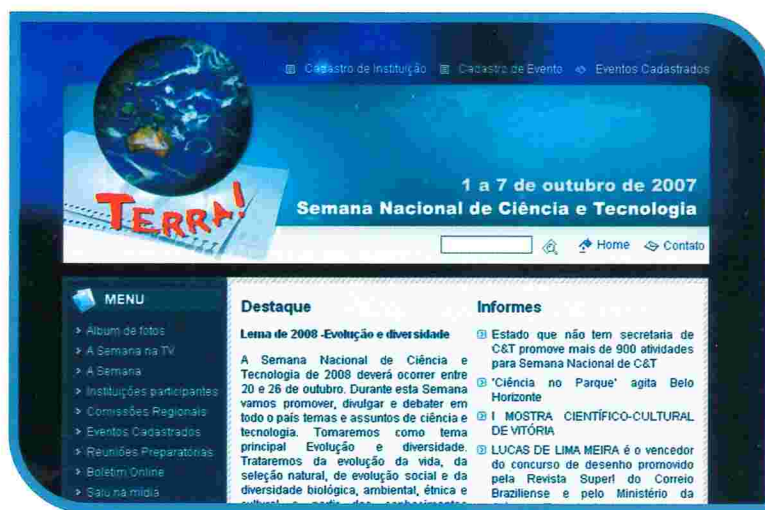 Cadastro de Instituição Cadastro de Evento Eventos Cadastrados
TERRA!
1 a 7 de outubro de 2007
Semana Nacional de Ciência e Tecnologia
Home Contato
MENU
> Álbum de fotos
> A Semana na TV
> A Semana
> Instituições participantes
> Comissões Regionais
> Eventos Cadastrados
> Reuniões Preparatórias
> Boletim Online
> Saiu na mídia
Destaque
Lema de 2008 -Evolução e diversidade
A Semana Nacional de Ciência e
Tecnologia de 2008 deverá ocorrer entre
20 e 26 de outubro. Durante esta Semana
vamos promover, divulgar e debater em
todo o país temas e assuntos de ciência e
tecnologia. Tomaremos como tema
principal Evolução e diversidade.
Trataremos da evolução da vida, da
seleção natural, de evolução social e da
diversidade biológica, ambiental, étnica e
Informes
Estado que não tem secretaria de
C&T promove mais de 900 atividades
para Semana Nacional de C&T
'Ciência no Parque' agita Belo
Horizonte
I MOSTRA CIENTÍFICO-CULTURAL
DE VITÓRIA
LUCAS DE LIMA MEIRA é o vencedor
do concurso de desenho promovido
pela Revista Super! do Correio
Braziliense e pelo Ministério da